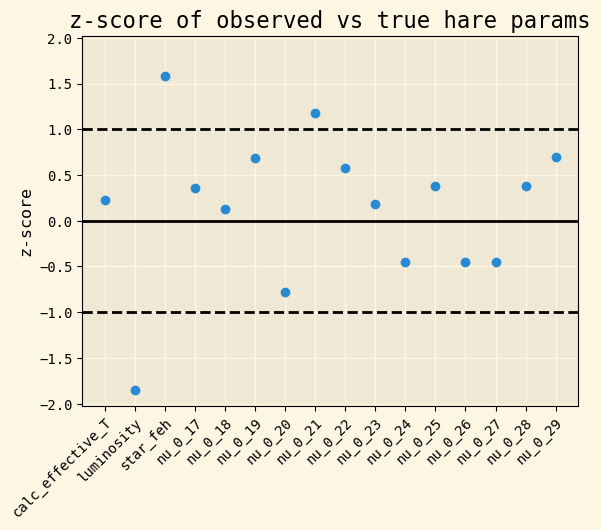 z-score of observed vs true hare params
z-score
2.0
1.5
1.0
0.5
0.0
−0.5
−1.0
−1.5
−2.0
calc_effective_T
luminosity
star_feh
nu_0_17
nu_0_18
nu_0_19
nu_0_20
nu_0_21
nu_0_22
nu_0_23
nu_0_24
nu_0_25
nu_0_26
nu_0_27
nu_0_28
nu_0_29